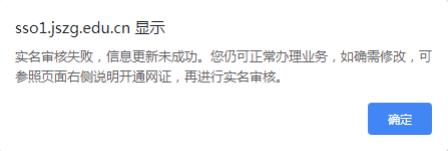 sso1.jszg.edu.cn 显示
实名审核失败，信息更新未成功。您仍可正常办理业务，如确需修改，可
参照页面右侧说明开通网证，再进行实名审核。
确定